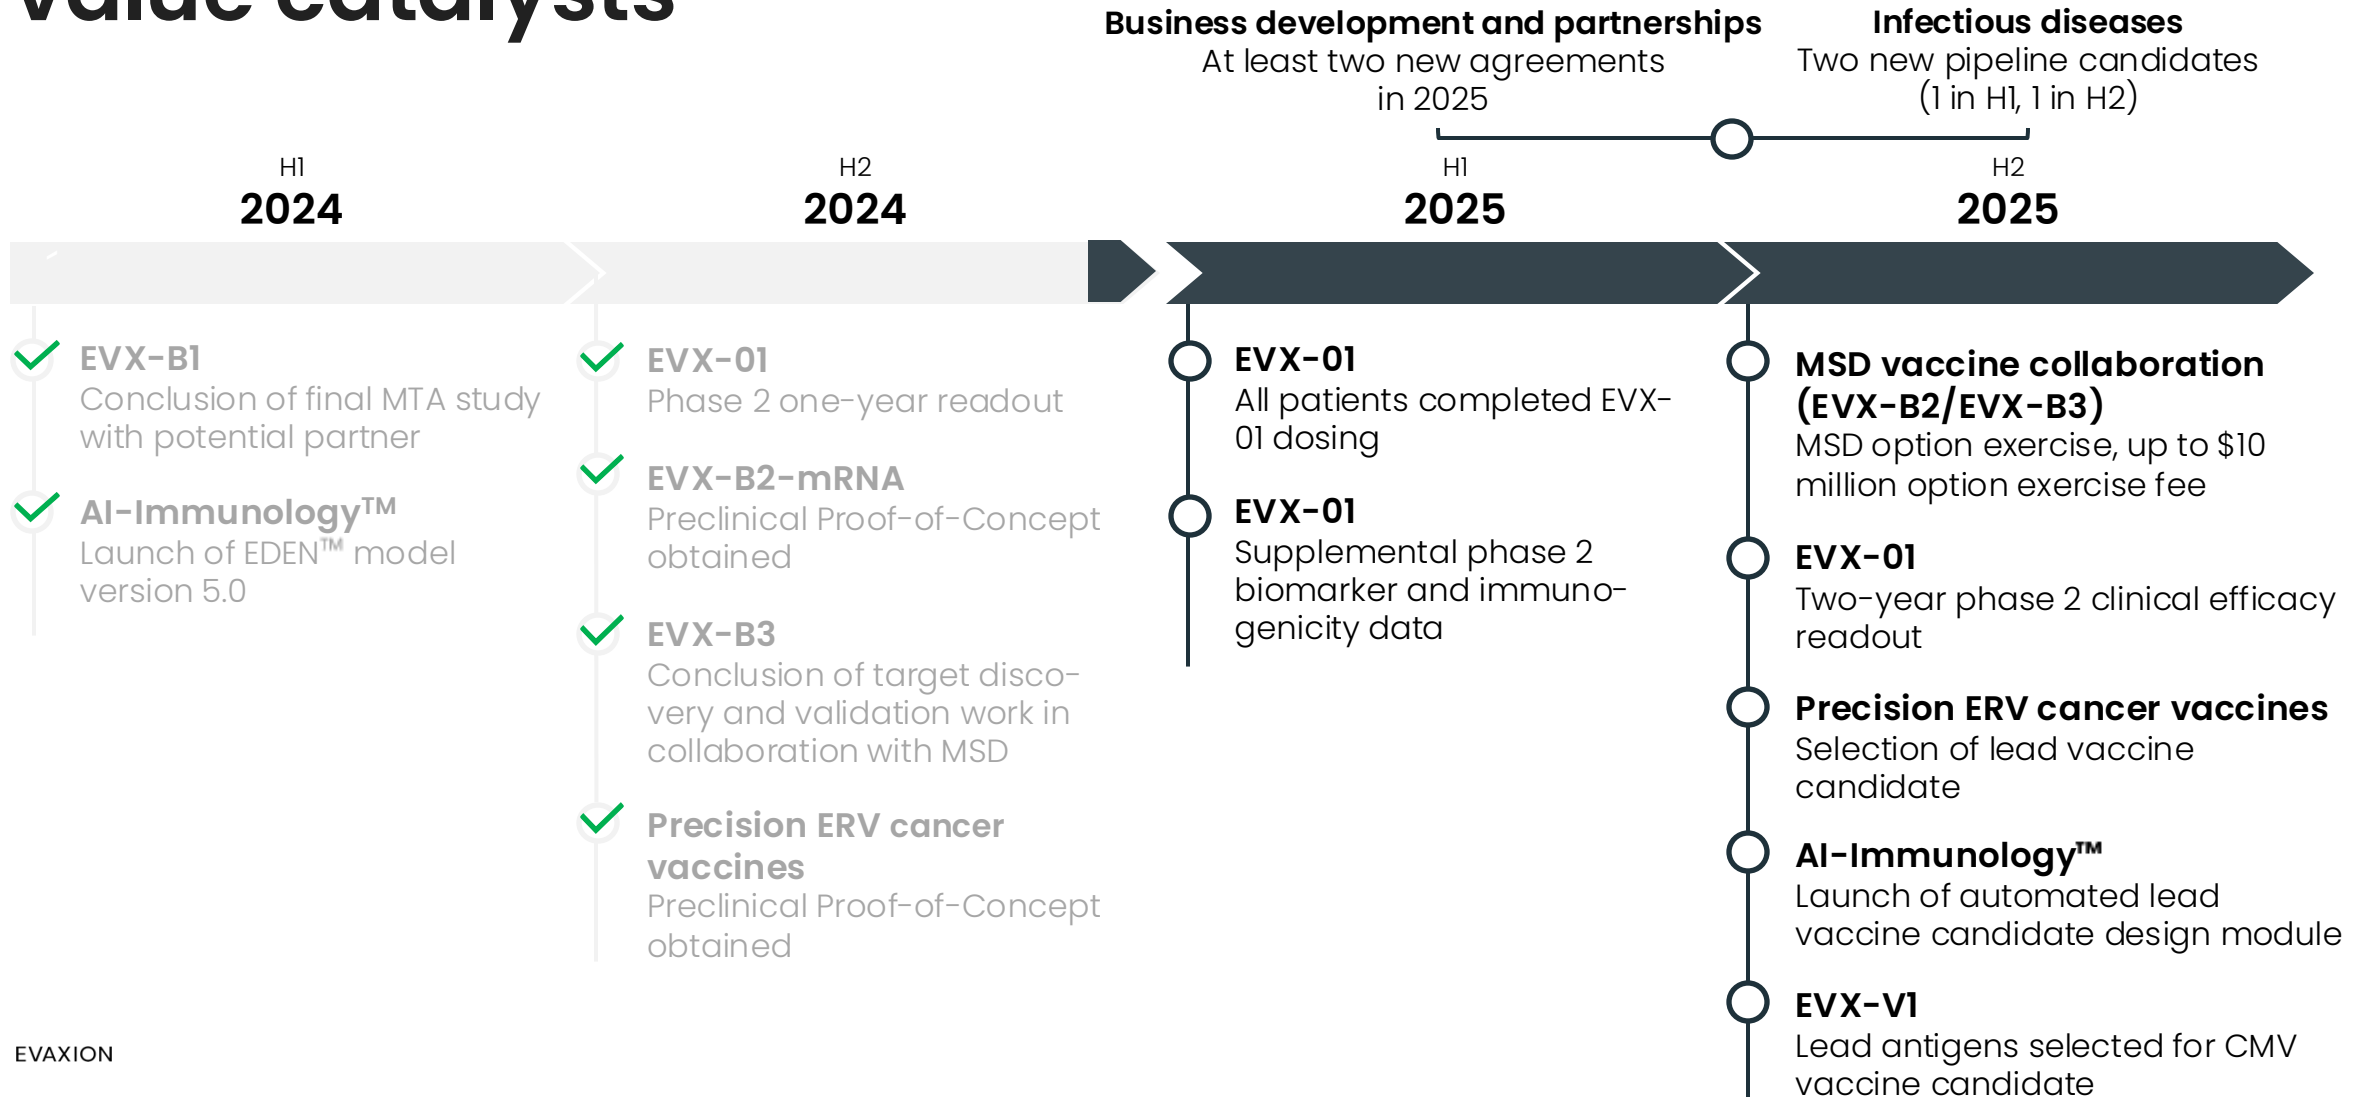 value catalysts
Business development and partnerships
At least two new agreements
in 2025
Infectious diseases
Two new pipeline candidates
(1 in H1, 1 in H2)
H1
2024
H2
2024
H1
2025
H2
2025
EVX-B1
Conclusion of final MTA study
with potential partner
AI-Immunology™
Launch of EDEN™ model
version 5.0
EVX-01
Phase 2 one-year readout
EVX-B2-mRNA
Preclinical Proof-of-Concept
obtained
EVX-B3
Conclusion of target disco-
very and validation work in
collaboration with MSD
Precision ERV cancer
vaccines
Preclinical Proof-of-Concept
obtained
EVX-01
All patients completed EVX-
01 dosing
EVX-01
Supplemental phase 2
biomarker and immuno-
genicity data
MSD vaccine collaboration
(EVX-B2/EVX-B3)
MSD option exercise, up to $10
million option exercise fee
EVX-01
Two-year phase 2 clinical efficacy
readout
Precision ERV cancer vaccines
Selection of lead vaccine
candidate
AI-Immunology™
Launch of automated lead
vaccine candidate design module
EVX-V1
Lead antigens selected for CMV
vaccine candidate
EVAXION